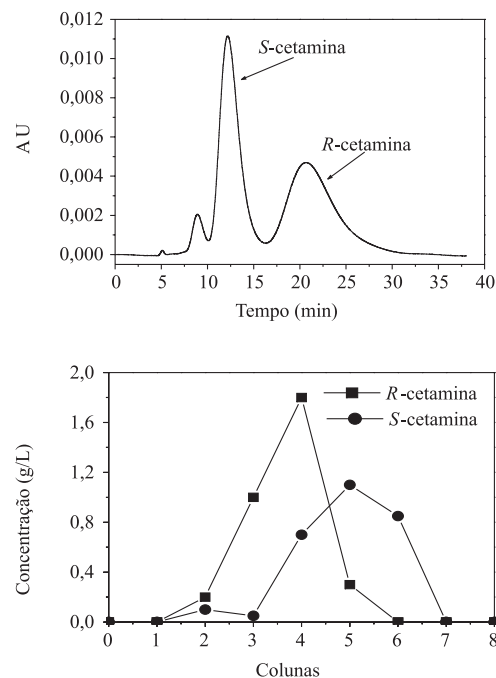 0,012
0,010
0,008
0,006
0,004
0,002
0,000
AU
S-cetamina
R-cetamina
0 5 10 15 20 25 30 35 40
Tempo (min)
2,0
1,6
1,2
0,8
0,4
0,0
Concentração (g/L)
R-cetamina
S-cetamina
0 1 2 3 4 5 6 7 8
Colunas